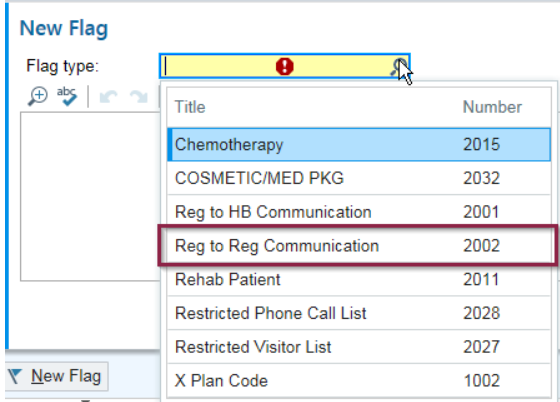 New Flag
Flag type:
abc
Title Number
Chemotherapy 2015
COSMETIC/MED PKG 2032
Reg to HB Communication 2001
Reg to Reg Communication 2002
Rehab Patient 2011
Restricted Phone Call List 2028
Restricted Visitor List 2027
X Plan Code 1002
New Flag